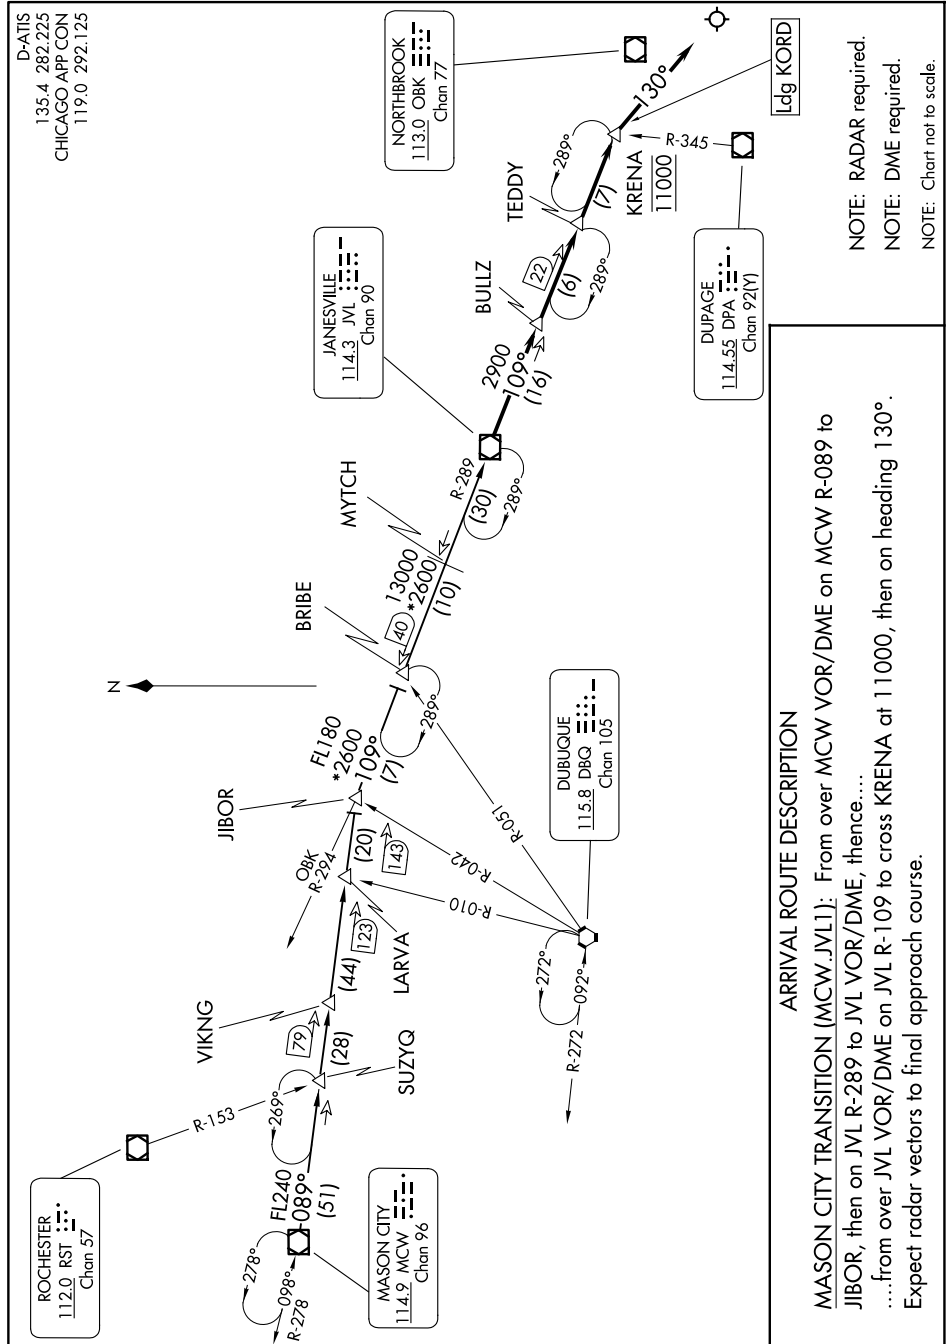 D-ATIS
135.4 282.225
CHICAGO APP CON
119.0 292.125
NORTHBROOK
113.0 OBK
Chan 77
130°
Ldg KORD
R-345
KRENA
11000
289°
(7)
TEDDY
22
(6)
289°
BULLZ
JANESVILLE
114.3 JVL
Chan 90
2900
109°
(16)
DUPAGE
114.55 DPA
Chan 92(Y)
NOTE: RADAR required.
NOTE: DME required.
NOTE: Chart not to scale.
R-289
(30)
289°
MYTCH
13000
*2600
40
(10)
BRIBE
N
289°
FL180
*2600
109°
(7)
JIBOR
OBK
R-294
(20)
143
R-051
R-042
R-010
DUBUQUE
115.8 DBQ
Chan 105
272°
092°
R-272
LARVA
123
(44)
VIKNG
79
(28)
SUZYQ
269°
R-153
ROCHESTER
112.0 RST
Chan 57
FL240
089°
(51)
278°
098°
R-278
MASON CITY
114.9 MCW
Chan 96
ARRIVAL ROUTE DESCRIPTION
MASON CITY TRANSITION (MCW.JVL1): From over MCW VOR/DME on MCW R-089 to
JIBOR, then on JVL R-289 to JVL VOR/DME, thence....
....from over JVL VOR/DME on JVL R-109 to cross KRENA at 11000, then on heading 130°.
Expect radar vectors to final approach course.